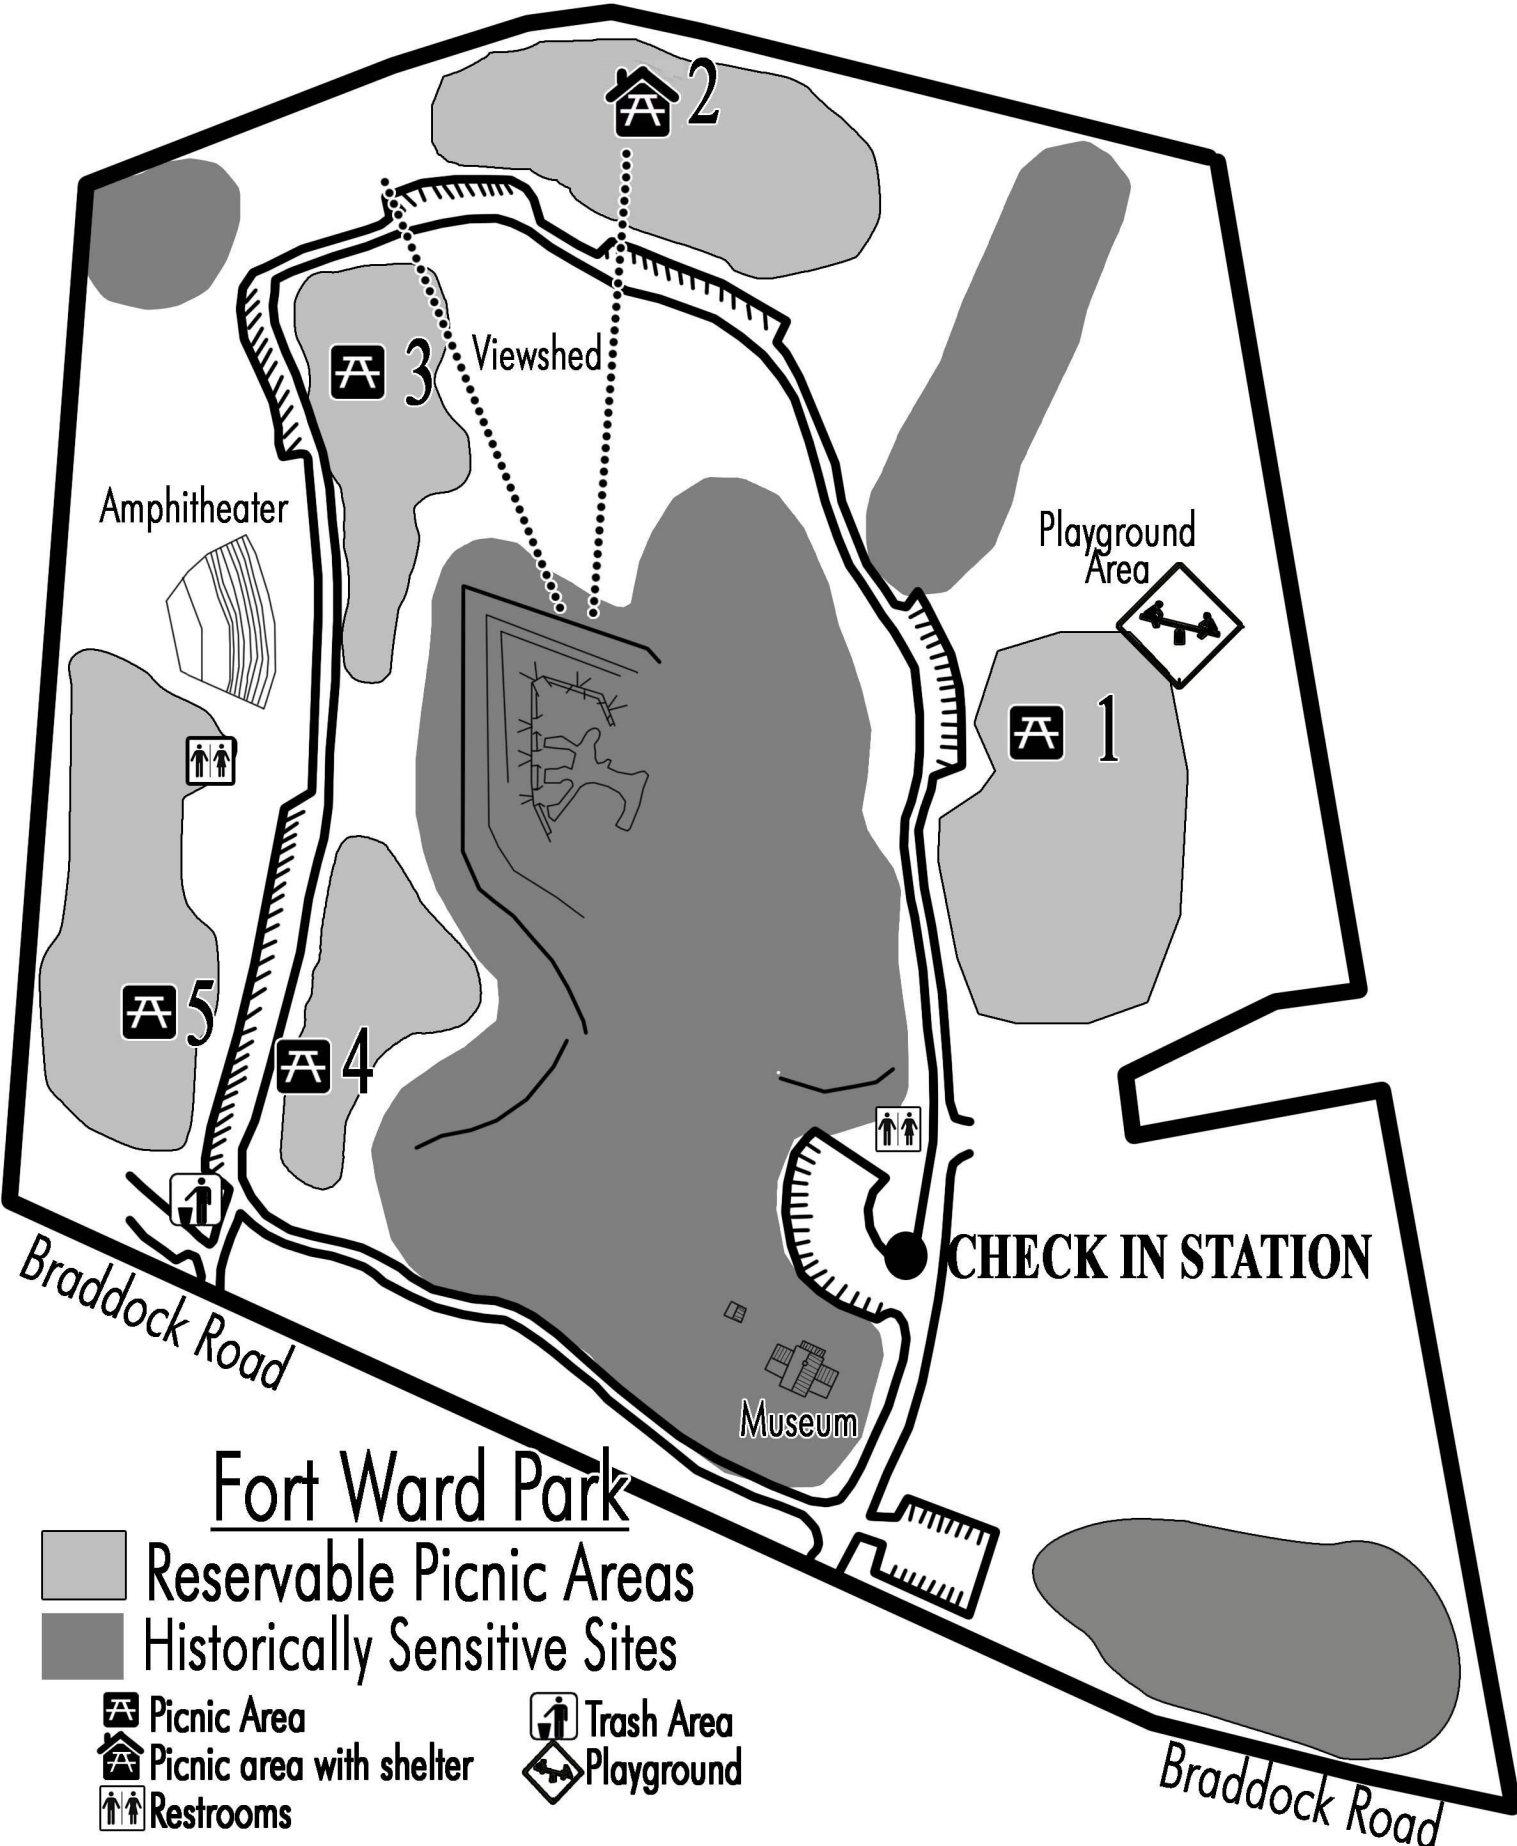 2
3
Viewshed
Amphitheater
Playground
Area
1
5
4
CHECK IN STATION
Braddock Road
Museum
Fort Ward Park
Reservable Picnic Areas
Historically Sensitive Sites
Picnic Area
Picnic area with shelter
Restrooms
Trash Area
Playground
Braddock Road